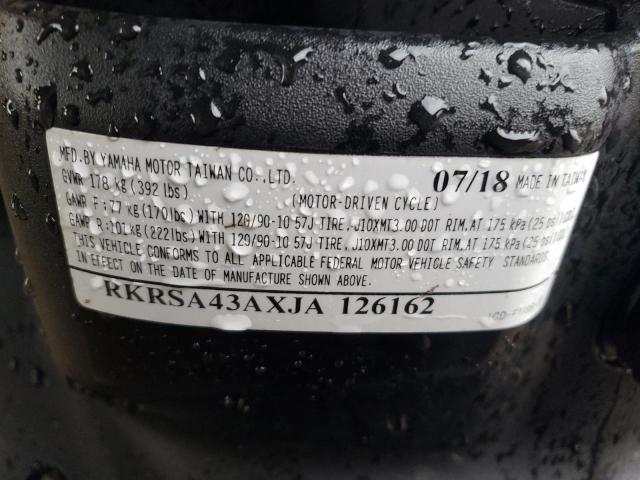 MFD.BY YAMAHA MOTOR TAIWAN CO.,LTD.
07/18 MADE IN TAIWAN
GVWR 178 kg(392 lbs)
(MOTOR-DRIVEN CYCLE)
GAWR F:77 kg(170lbs)WITH 120/90-10 57J TIRE,J10XMT3.00 DOT RIM,AT 175 kPa(25 psi)
GAWR R:101kg(222lbs)WITH 120/90-10 57J TIRE,J10XMT3.00 DOT RIM,AT 175 kPa(25 psi)
THIS VEHICLE CONFORMS TO ALL APPLICABLE FEDERAL MOTOR VEHICLE SAFETY STANDARDS
IN EFFECT ON THE DATE OF MANUFACTURE SHOWN ABOVE.
RKRSA43AXJA 126162